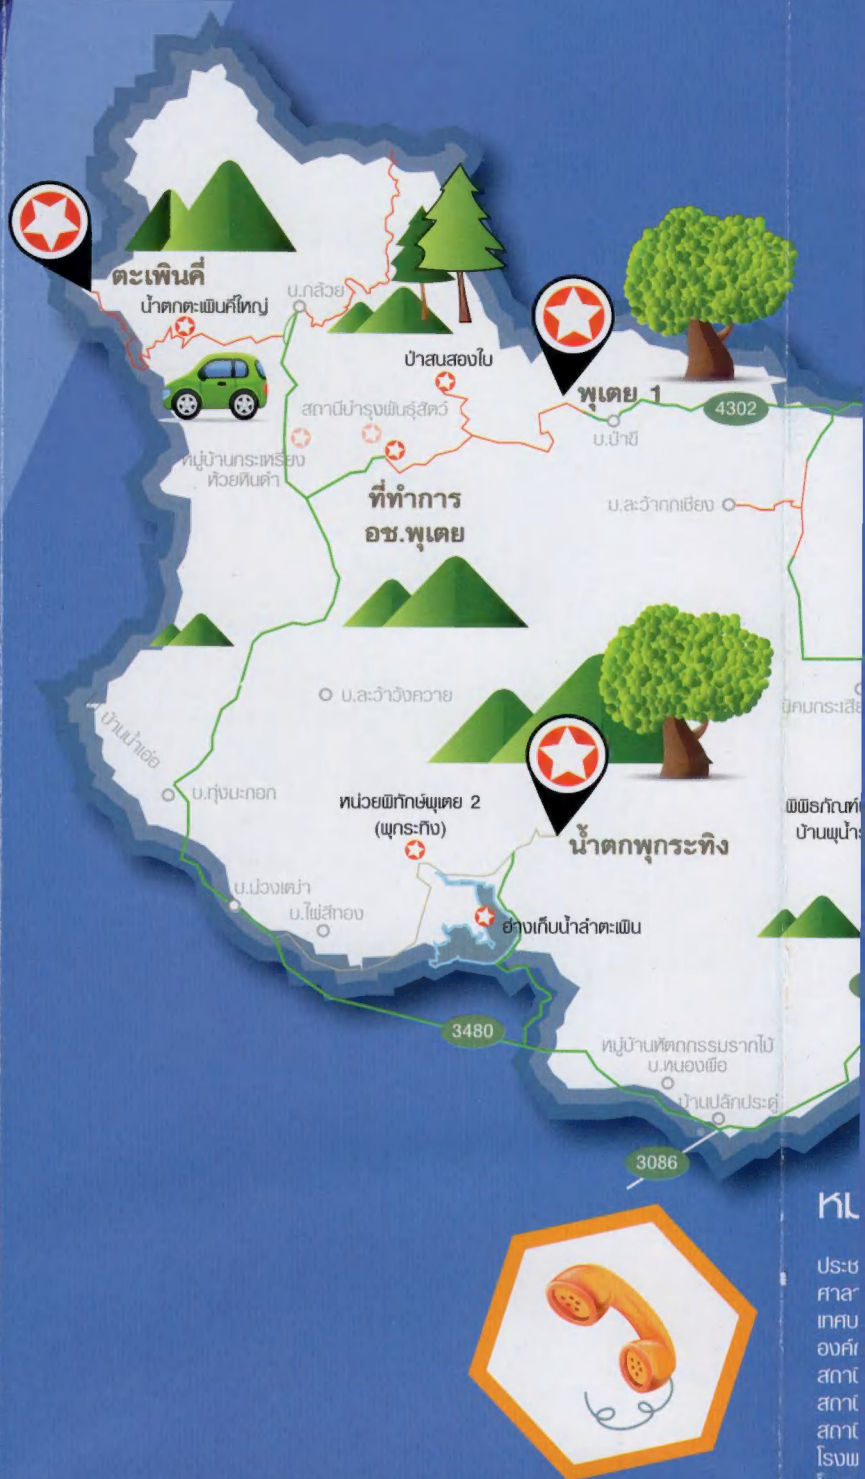 ตะเพินคี่
น้ำตกตะเพินคี่ใหญ่
บ.กล้วย
ป่าสนสองใบ
พุเตย 1
4302
บ.ป่าขี
สถานีบำรุงพันธุ์สัตว์
หมู่บ้านกระเหรี่ยง
ห้วยหินดำ
ที่ทำการ
อช.พุเตย
บ.ละว้ากกเชียง
บ.ละว้าวังควาย
บ.ทุ่งมะกอก
หน่วยพิทักษ์พุเตย 2
(พุกระทิง)
น้ำตกพุกระทิง
บ.ม่วงเฒ่า
บ.ไผ่สีทอง
อ่างเก็บน้ำลำตะเพิน
3480
หมู่บ้านหัตถกรรมรากไม้
บ.หนองผือ
บ้านปลักประดู่
3086